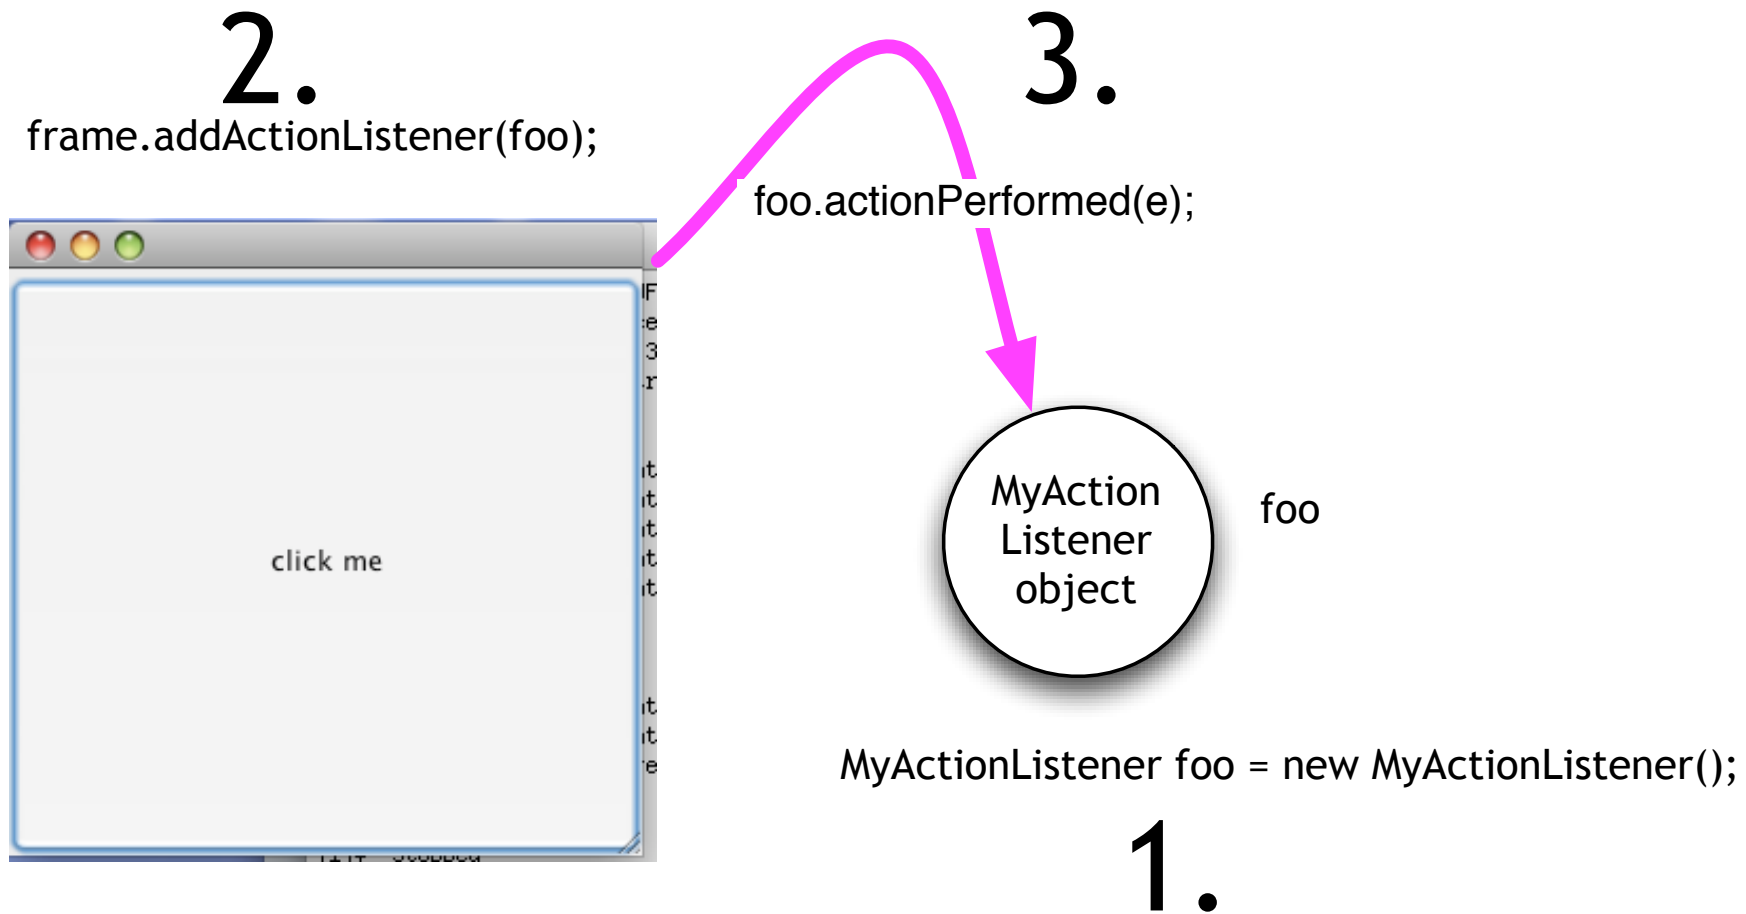 2.
frame.addActionListener(foo);
3.
foo.actionPerformed(e);
click me
MyAction
Listener
object
foo
MyActionListener foo = new MyActionListener();
1.